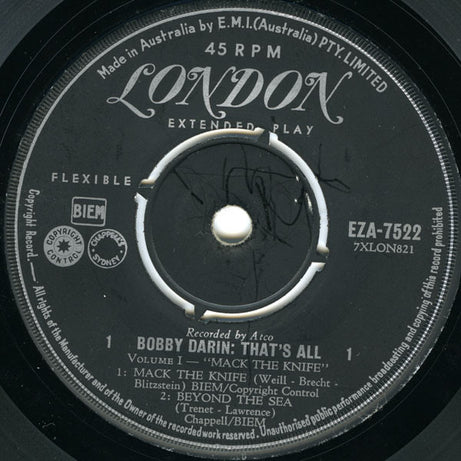 Made in Australia by E.M.I.(Australia) PTY. LIMITED
45 RPM
LONDON
EXTENDED PLAY
FLEXIBLE
BIEM
COPYRIGHT CONTROL
CHAPPELL'S SYDNEY
EZA-7522
7XLON821
Recorded by Atco
1 BOBBY DARIN: THAT'S ALL 1
VOLUME I — "MACK THE KNIFE"
1: MACK THE KNIFE (Weill - Brecht -
Blitzstein) BIEM/Copyright Control
2: BEYOND THE SEA
(Trenet - Lawrence)
Chappell/BIEM
Copyright Record. — All rights of the Manufacturer and of the Owner of the recorded work reserved. Unauthorised public performance broadcasting and copying of this record prohibited